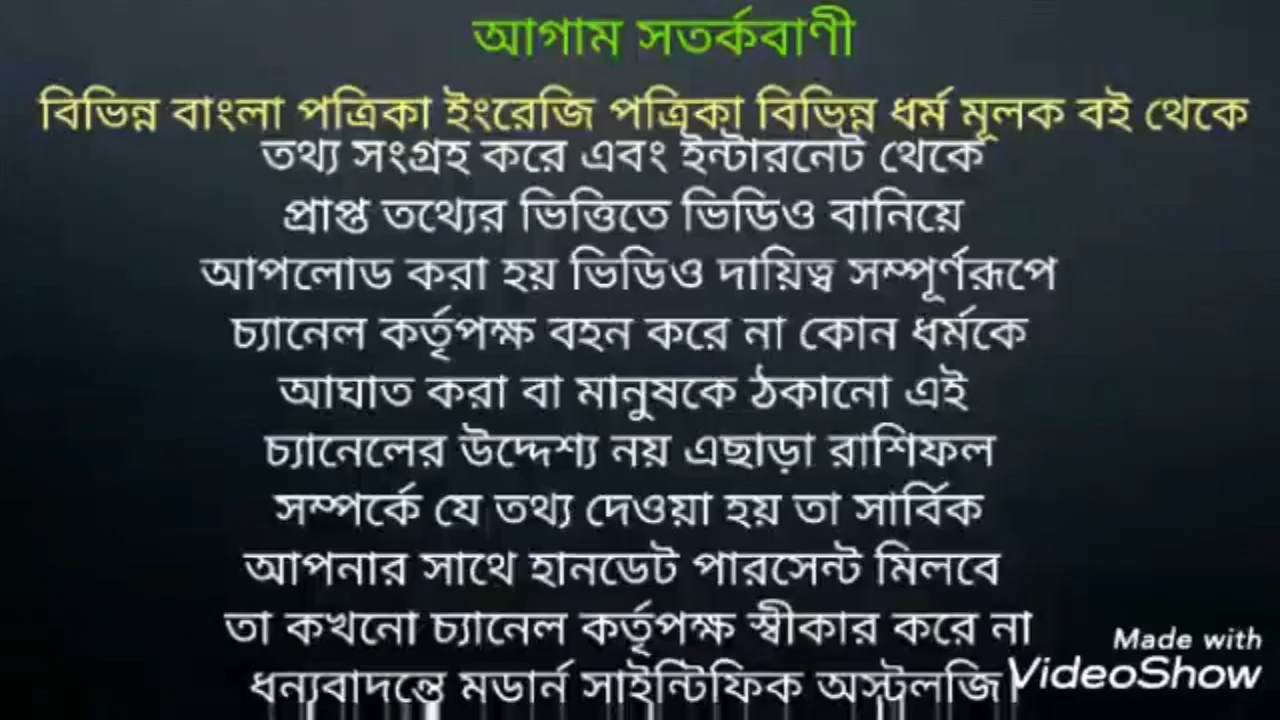 আগাম সতর্কবাণী
বিভিন্ন বাংলা পত্রিকা ইংরেজি পত্রিকা বিভিন্ন ধর্ম মূলক বই থেকে
তথ্য সংগ্রহ করে এবং ইন্টারনেট থেকে
প্রাপ্ত তথ্যের ভিত্তিতে ভিডিও বানিয়ে
আপলোড করা হয় ভিডিও দায়িত্ব সম্পূর্ণরূপে
চ্যানেল কর্তৃপক্ষ বহন করে না কোন ধর্মকে
আঘাত করা বা মানুষকে ঠকানো এই
চ্যানেলের উদ্দেশ্য নয় এছাড়া রাশিফল
সম্পর্কে যে তথ্য দেওয়া হয় তা সার্বিক
আপনার সাথে হানডেট পারসেন্ট মিলবে
তা কখনো চ্যানেল কর্তৃপক্ষ স্বীকার করে না
ধন্যবাদন্তে মডার্ন সাইন্টিফিক অস্ট্রলজি।
Made with
VideoShow